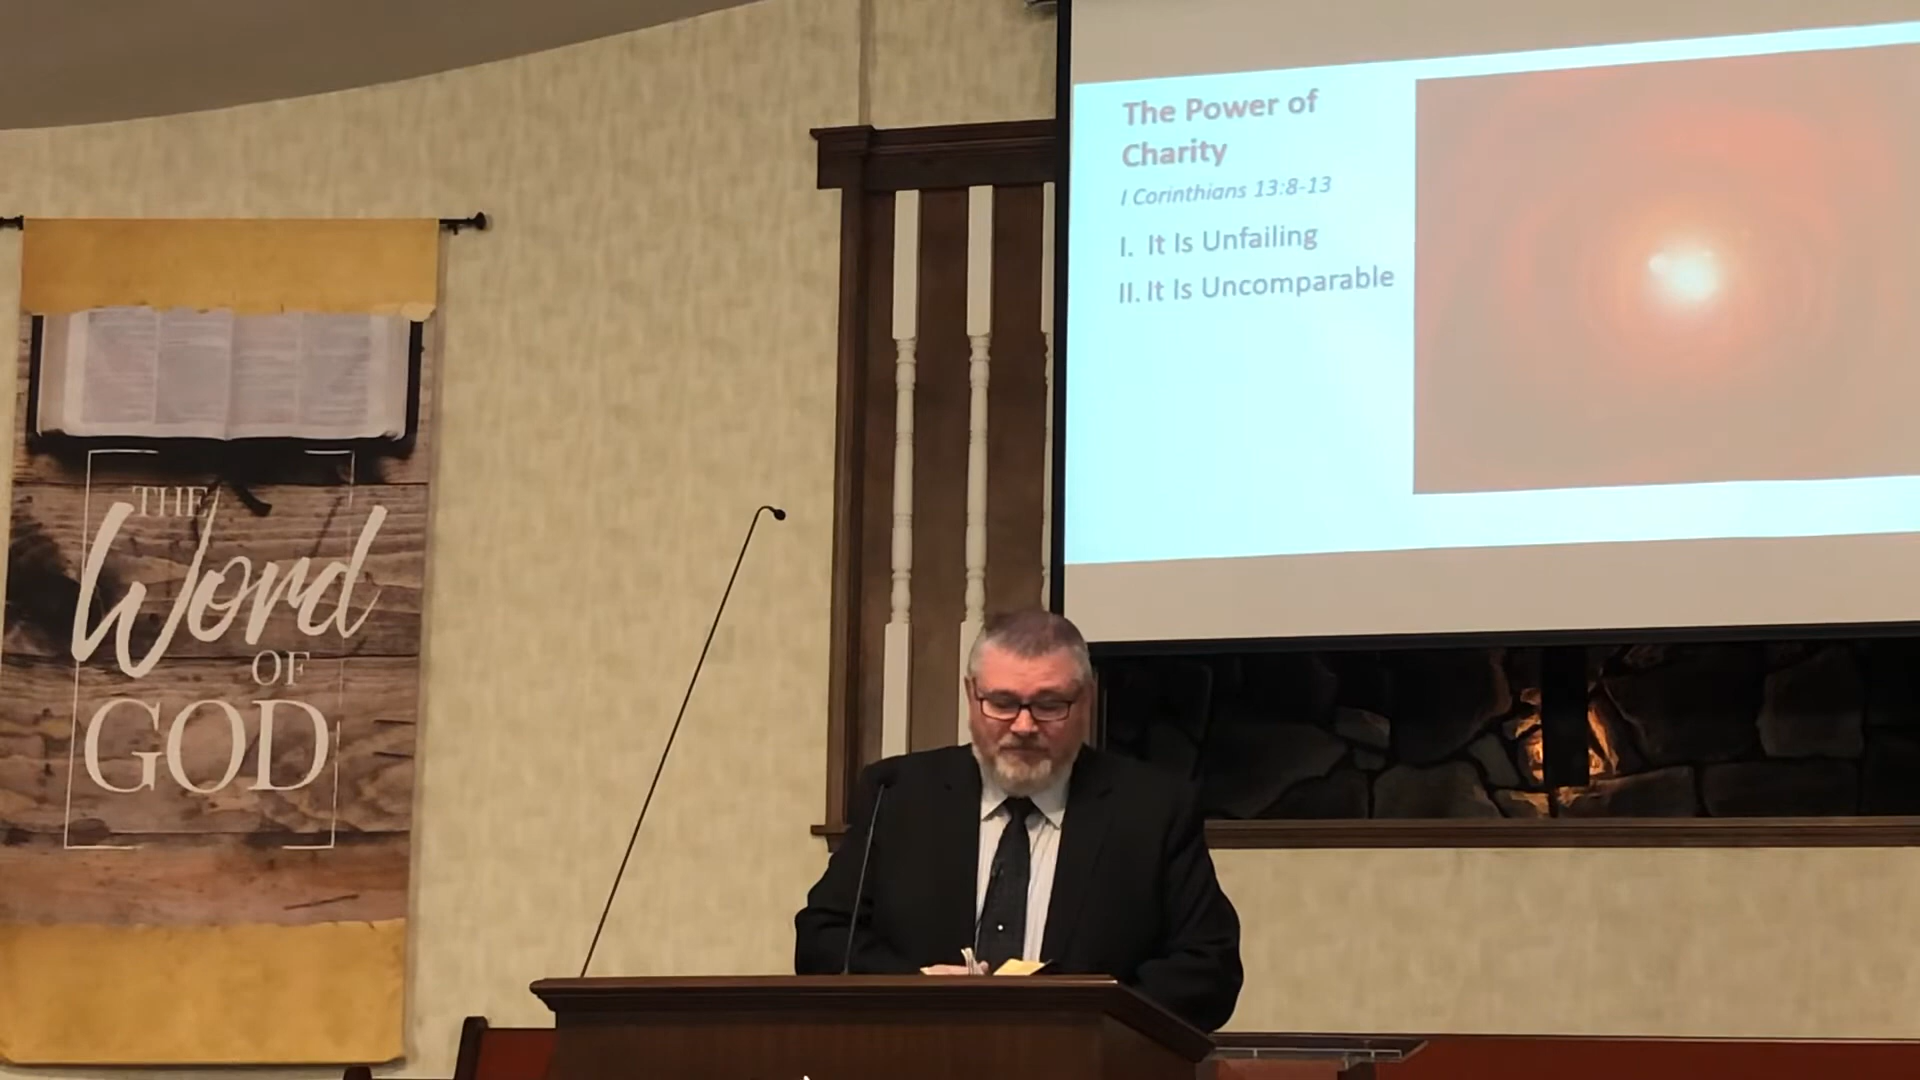 THE
Word
OF
GOD
The Power of
Charity
I Corinthians 13:8-13
I. It Is Unfailing
II. It Is Uncomparable